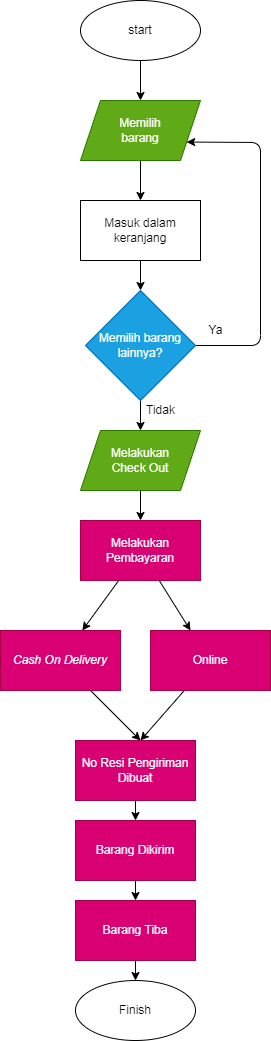 start
Memilih
barang
Masuk dalam
keranjang
Memilih barang
lainnya?
Ya
Tidak
Melakukan
Check Out
Melakukan
Pembayaran
Cash On Delivery
Online
No Resi Pengiriman
Dibuat
Barang Dikirim
Barang Tiba
Finish